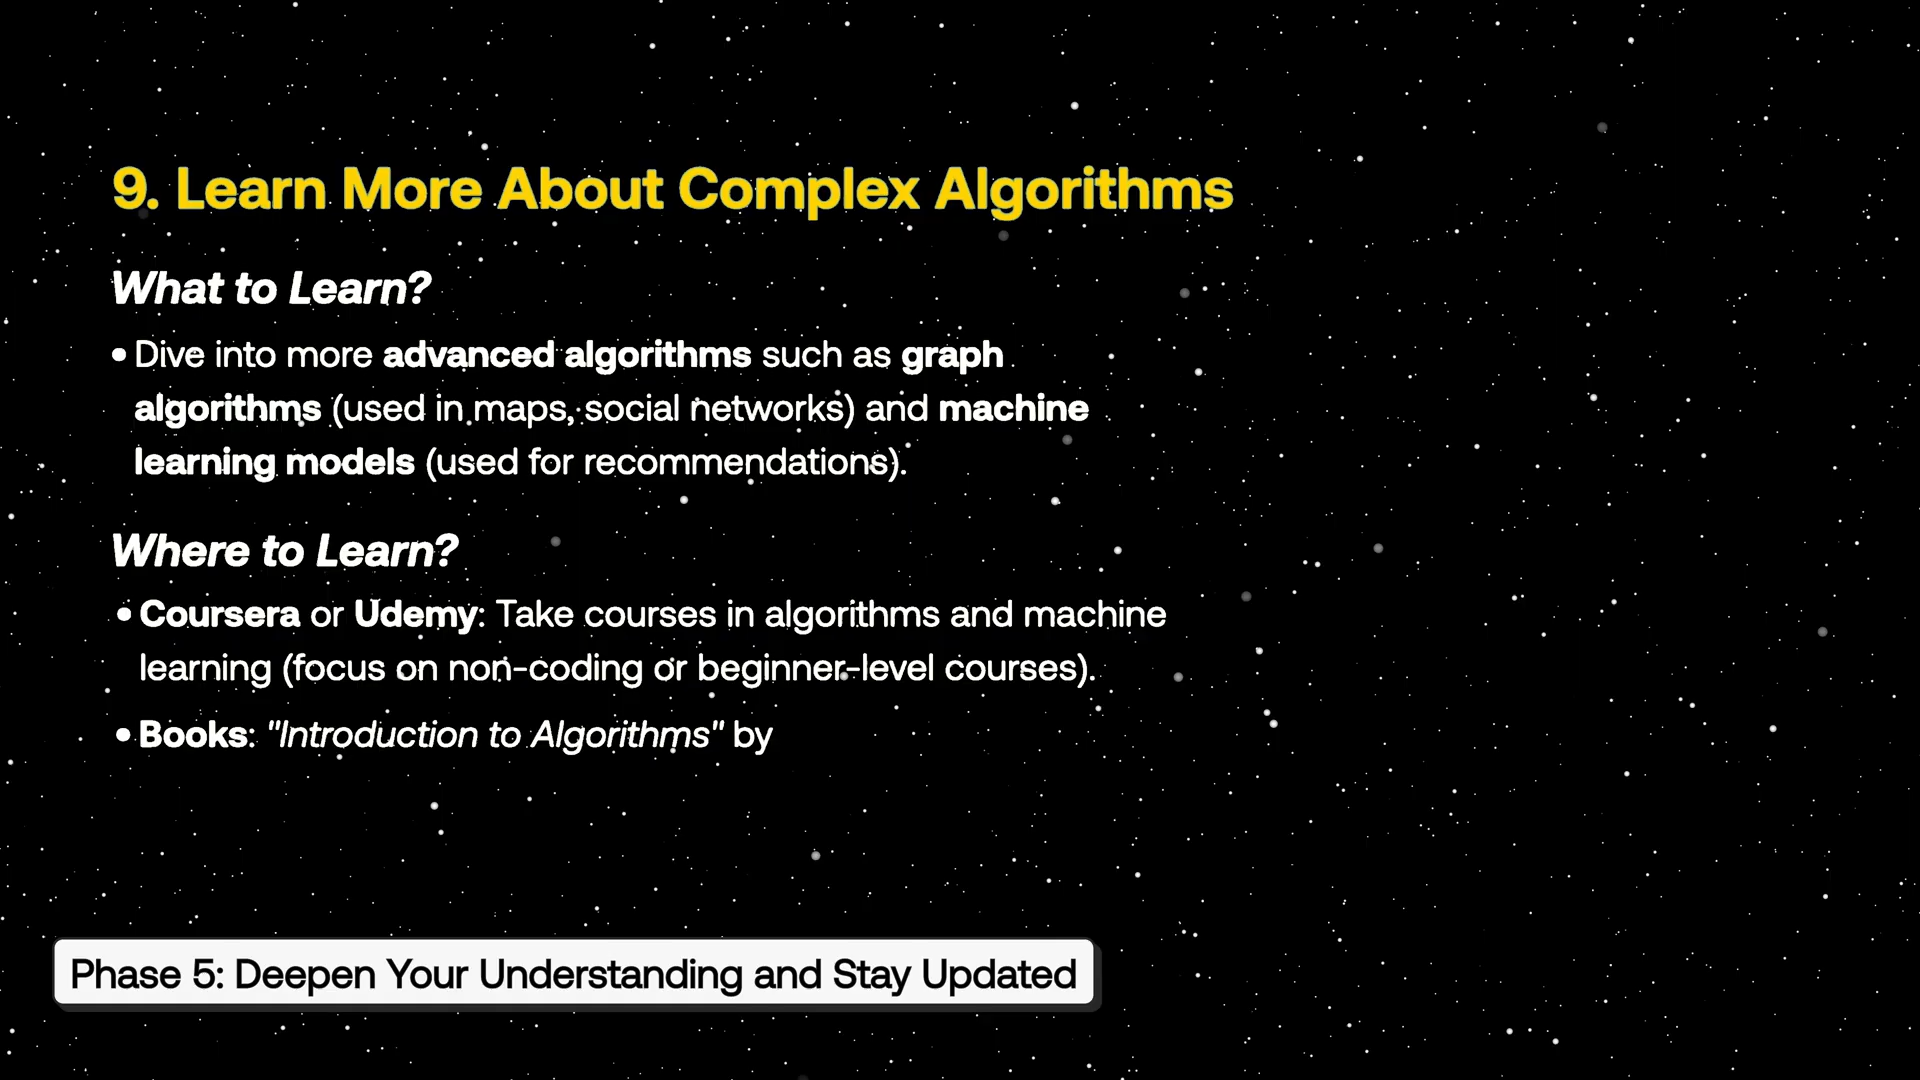 9. Learn More About Complex Algorithms
What to Learn?
• Dive into more advanced algorithms such as graph
algorithms (used in maps, social networks) and machine
learning models (used for recommendations).
Where to Learn?
• Coursera or Udemy: Take courses in algorithms and machine
learning (focus on non-coding or beginner-level courses).
• Books: "Introduction to Algorithms" by
Phase 5: Deepen Your Understanding and Stay Updated